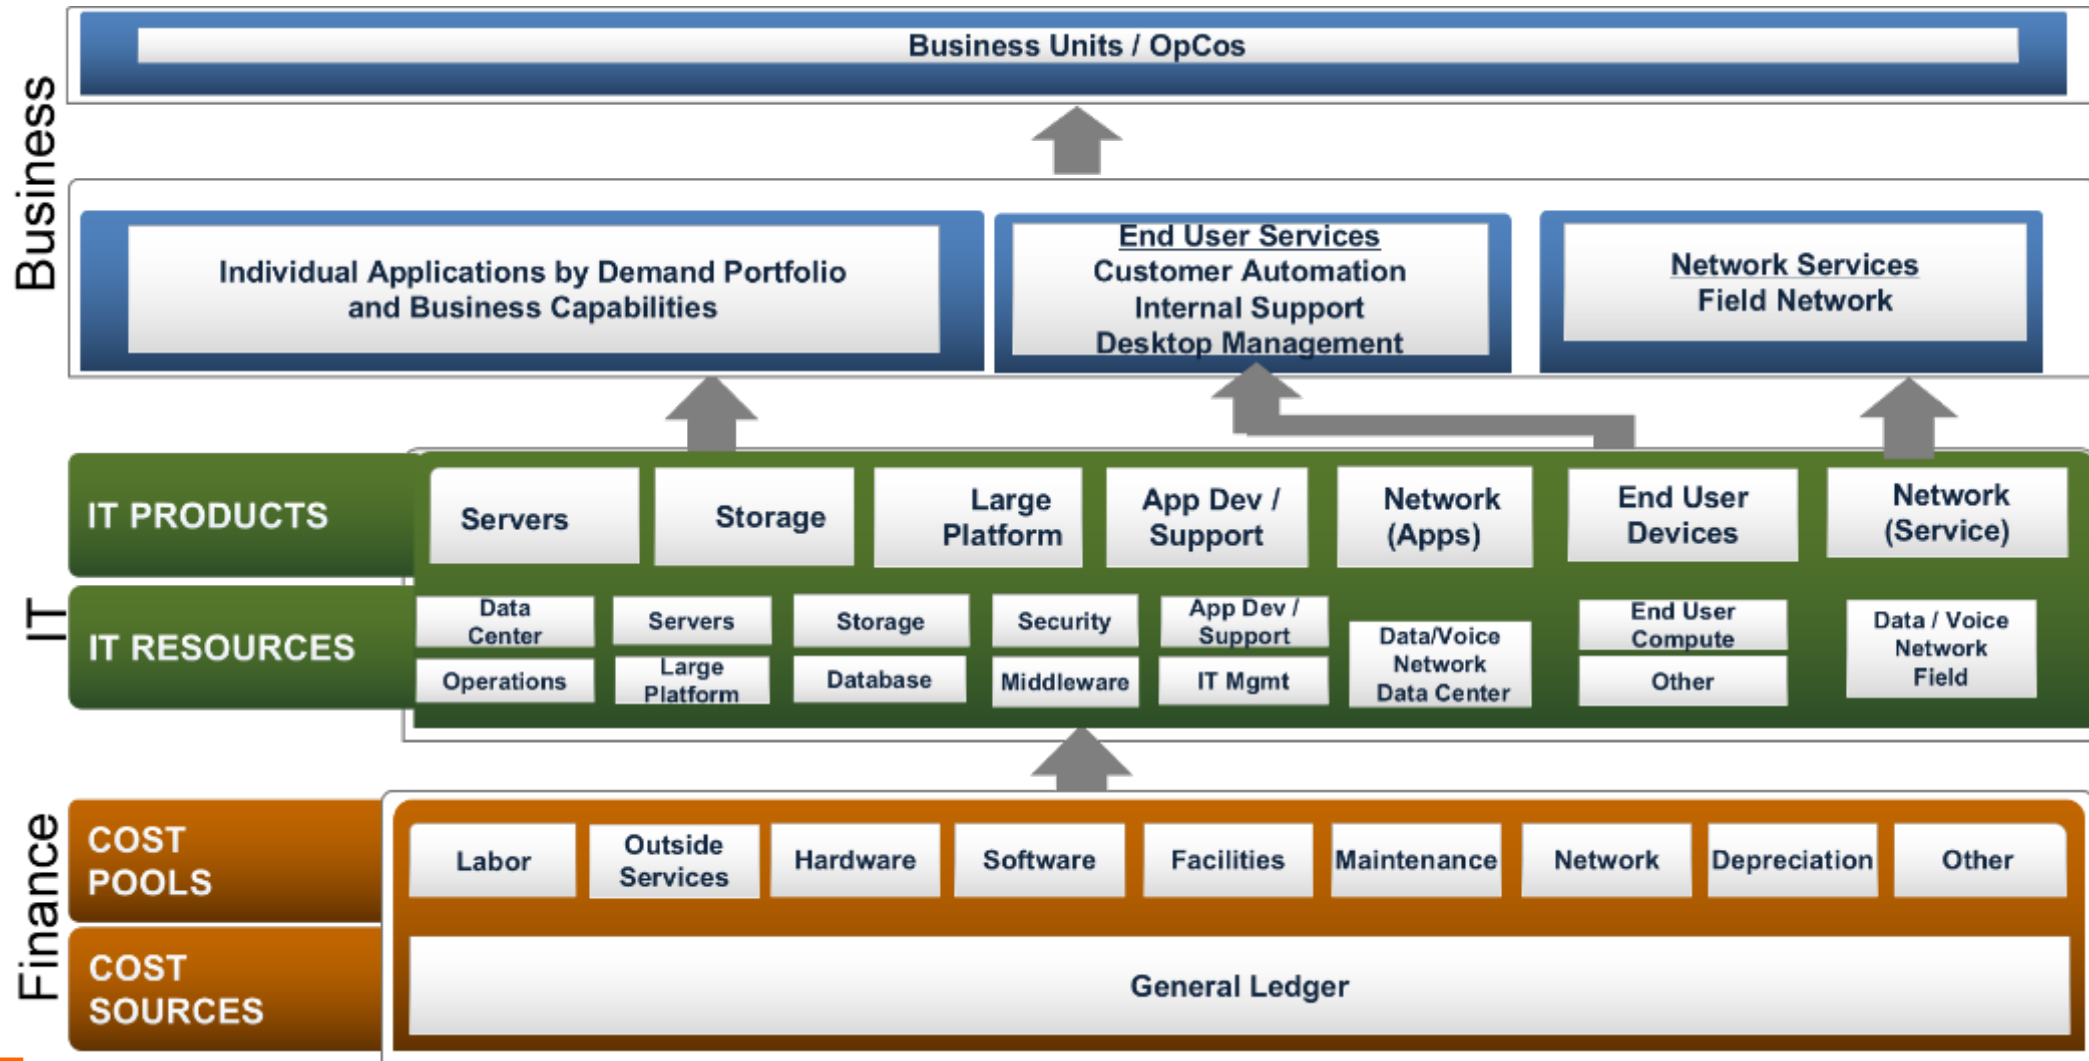 Business
Business Units / OpCos
Individual Applications by Demand Portfolio
and Business Capabilities
End User Services
Customer Automation
Internal Support
Desktop Management
Network Services
Field Network
IT
IT PRODUCTS
Servers
Storage
Large
Platform
App Dev /
Support
Network
(Apps)
End User
Devices
Network
(Service)
IT RESOURCES
Data
Center
Servers
Storage
Security
App Dev /
Support
Data/Voice
Network
Data Center
End User
Compute
Data / Voice
Network
Field
Operations
Large
Platform
Database
Middleware
IT Mgmt
Other
Finance
COST
POOLS
Labor
Outside
Services
Hardware
Software
Facilities
Maintenance
Network
Depreciation
Other
COST
SOURCES
General Ledger